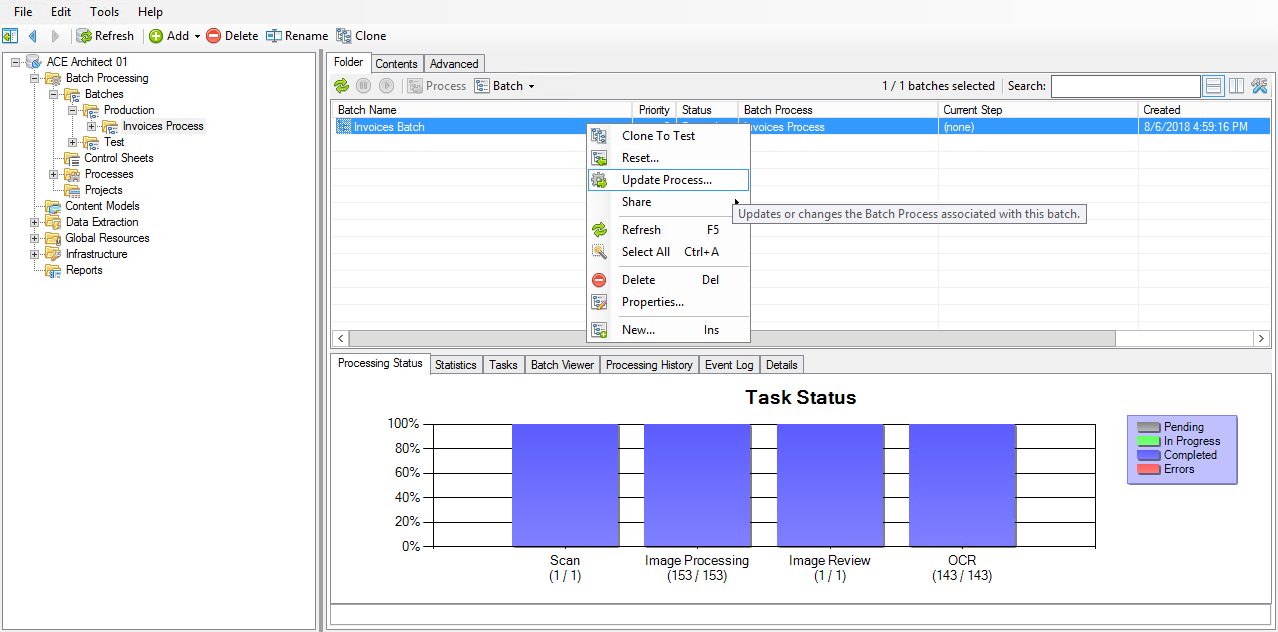 File Edit Tools Help
Refresh Add Delete Rename Clone
ACE Architect 01
Batch Processing
Batches
Production
Invoices Process
Test
Control Sheets
Processes
Projects
Content Models
Data Extraction
Global Resources
Infrastructure
Reports
Folder Contents Advanced
Process Batch 1 / 1 batches selected Search:
Batch Name Priority Status Batch Process Current Step Created
Invoices Batch nvoices Process (none) 8/6/2018 4:59:16 PM
Clone To Test
Reset...
Update Process...
Share
Updates or changes the Batch Process associated with this batch.
Refresh F5
Select All Ctrl+A
Delete Del
Properties...
New... Ins
Processing Status Statistics Tasks Batch Viewer Processing History Event Log Details
Task Status
100%
80%
60%
40%
20%
0%
Scan Image Processing Image Review OCR
(1 / 1) (153 / 153) (1 / 1) (143 / 143)
Pending
In Progress
Completed
Errors